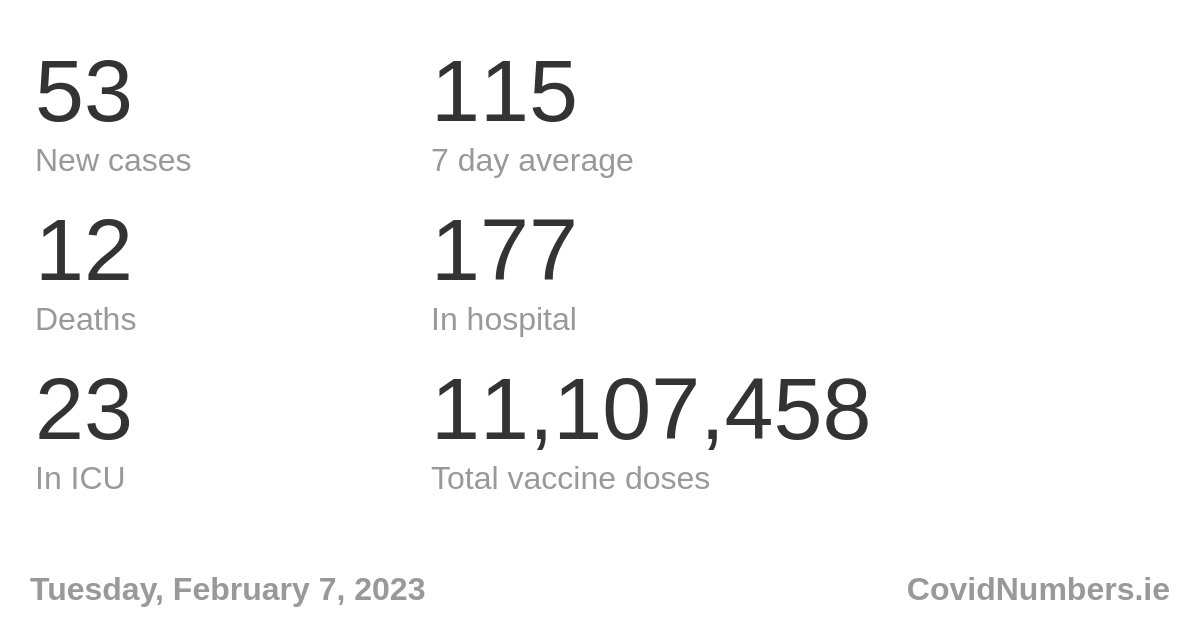 53 115
New cases 7 day average
12 177
Deaths In hospital
23 11,107,458
In ICU Total vaccine doses
Tuesday, February 7, 2023 CovidNumbers.ie